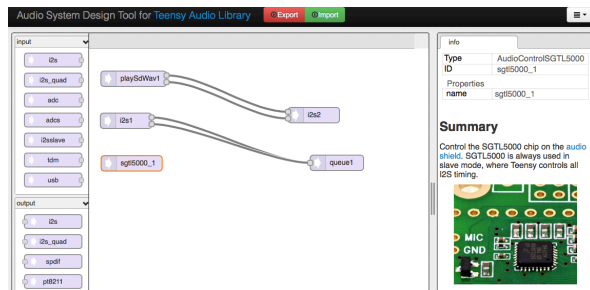 Audio System Design Tool for Teensy Audio Library
Export
Import
input
i2s
i2s_quad
adc
adcs
i2sslave
tdm
usb
output
i2s
i2s_quad
spdif
pt8211
playSdWav1
i2s1
sgtl5000_1
i2s2
queue1
info
Type AudioControlSGTL5000
ID sgtl5000_1
Properties
name sgtl5000_1
Summary
Control the SGTL5000 chip on the audio
shield. SGTL5000 is always used in
slave mode, where Teensy controls all
I2S timing.
MIC
GND